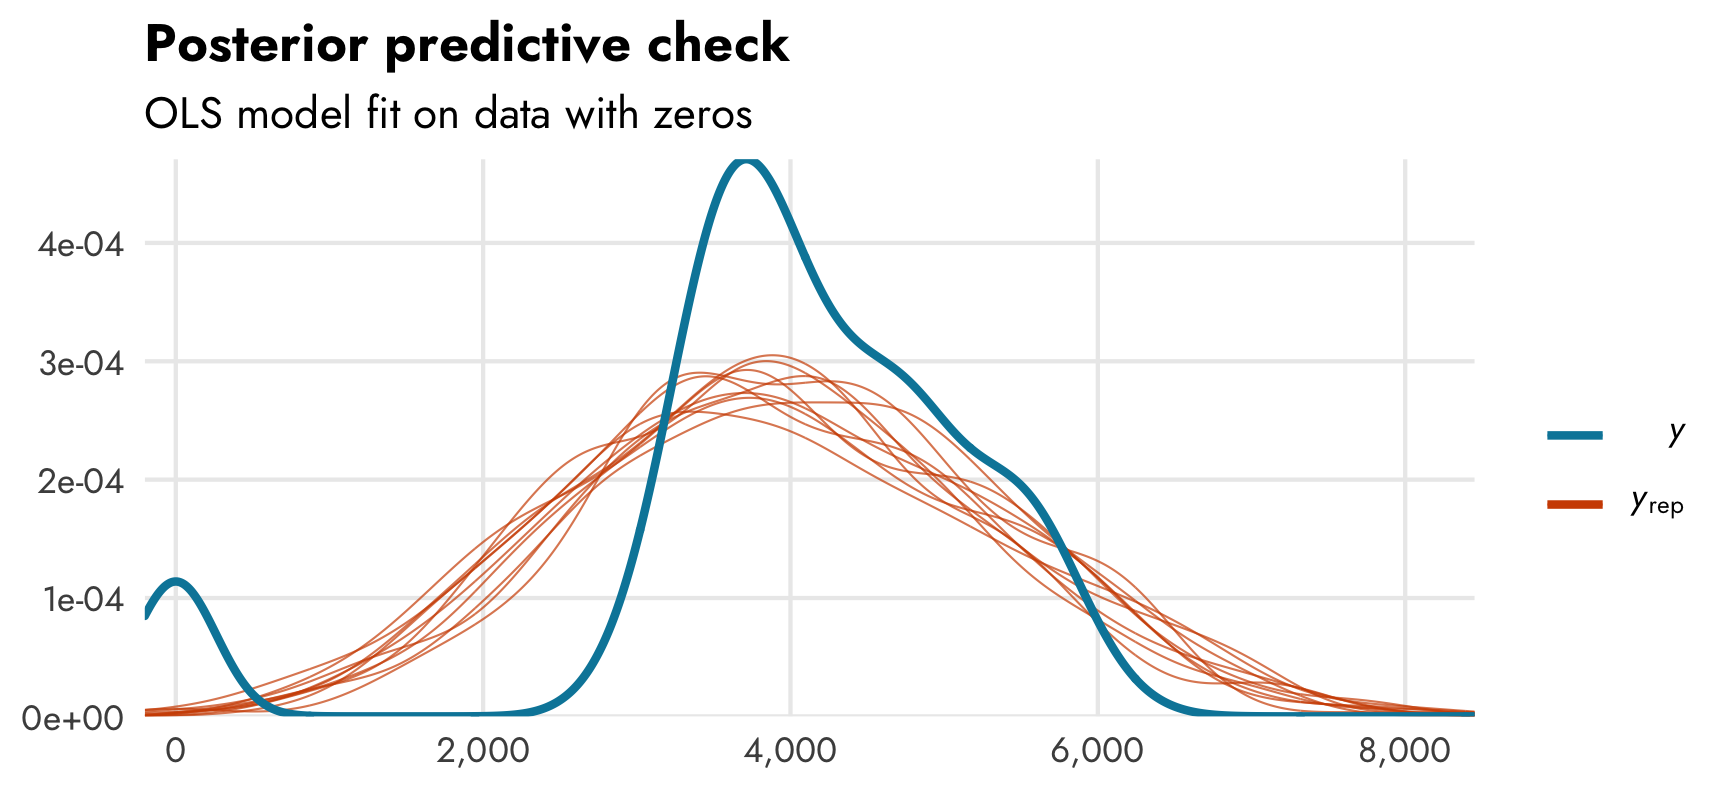 Posterior predictive check
OLS model fit on data with zeros
4e-04
3e-04
2e-04
1e-04
0e+00
0
2,000
4,000
6,000
8,000
y
yrep